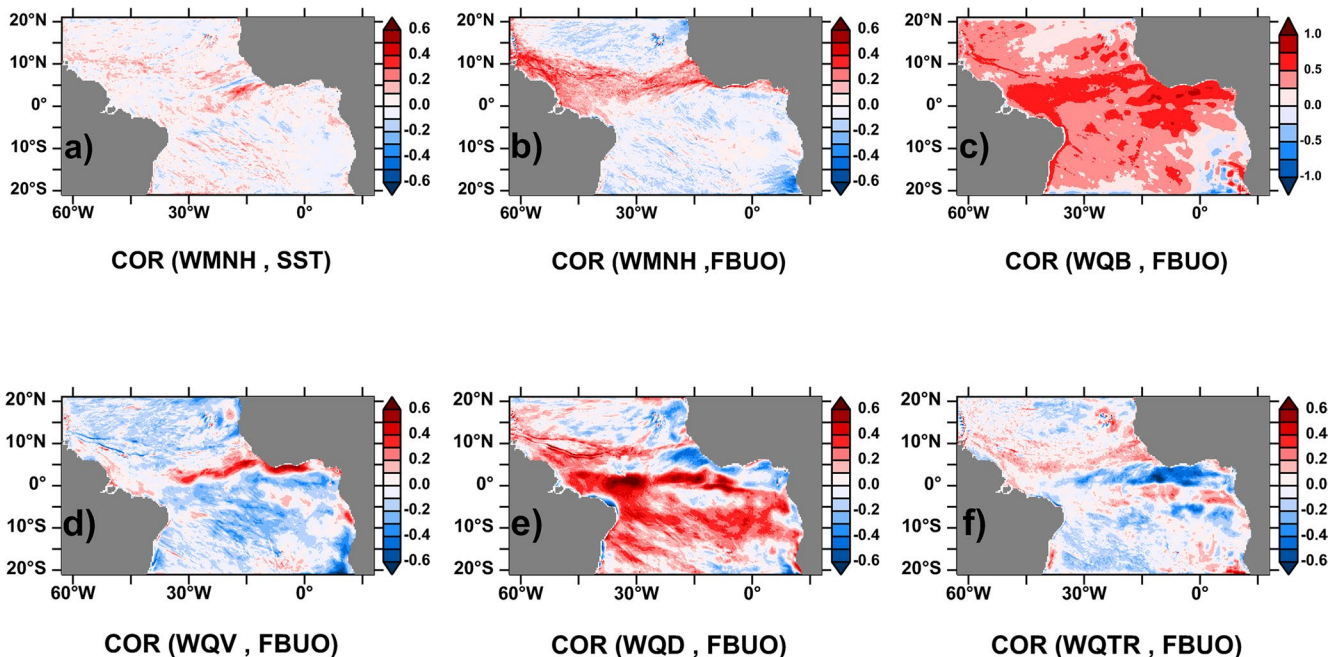 20°N
10°N
0°
10°S
20°S
a)
60°W 30°W 0°
0.6
0.4
0.2
0.0
-0.2
-0.4
-0.6
COR (WMNH , SST)
20°N
10°N
0°
10°S
20°S
b)
60°W 30°W 0°
0.6
0.4
0.2
0.0
-0.2
-0.4
-0.6
COR (WMNH ,FBUO)
20°N
10°N
0°
10°S
20°S
c)
60°W 30°W 0°
1.0
0.5
0.0
-0.5
-1.0
COR (WQB , FBUO)
20°N
10°N
0°
10°S
20°S
d)
60°W 30°W 0°
0.6
0.4
0.2
0.0
-0.2
-0.4
-0.6
COR (WQV , FBUO)
20°N
10°N
0°
10°S
20°S
e)
60°W 30°W 0°
0.6
0.4
0.2
0.0
-0.2
-0.4
-0.6
COR (WQD , FBUO)
20°N
10°N
0°
10°S
20°S
f)
60°W 30°W 0°
0.6
0.4
0.2
0.0
-0.2
-0.4
-0.6
COR (WQTR , FBUO)